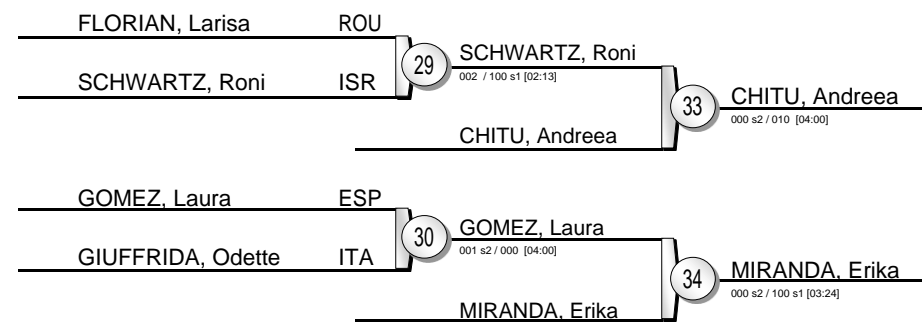 FLORIAN, Larisa ROU
29
SCHWARTZ, Roni
002 / 100 s1 [02:13]
SCHWARTZ, Roni ISR
33
CHITU, Andreea
000 s2 / 010 [04:00]
CHITU, Andreea
GOMEZ, Laura ESP
30
GOMEZ, Laura
001 s2 / 000 [04:00]
GIUFFRIDA, Odette ITA
34
MIRANDA, Erika
000 s2 / 100 s1 [03:24]
MIRANDA, Erika